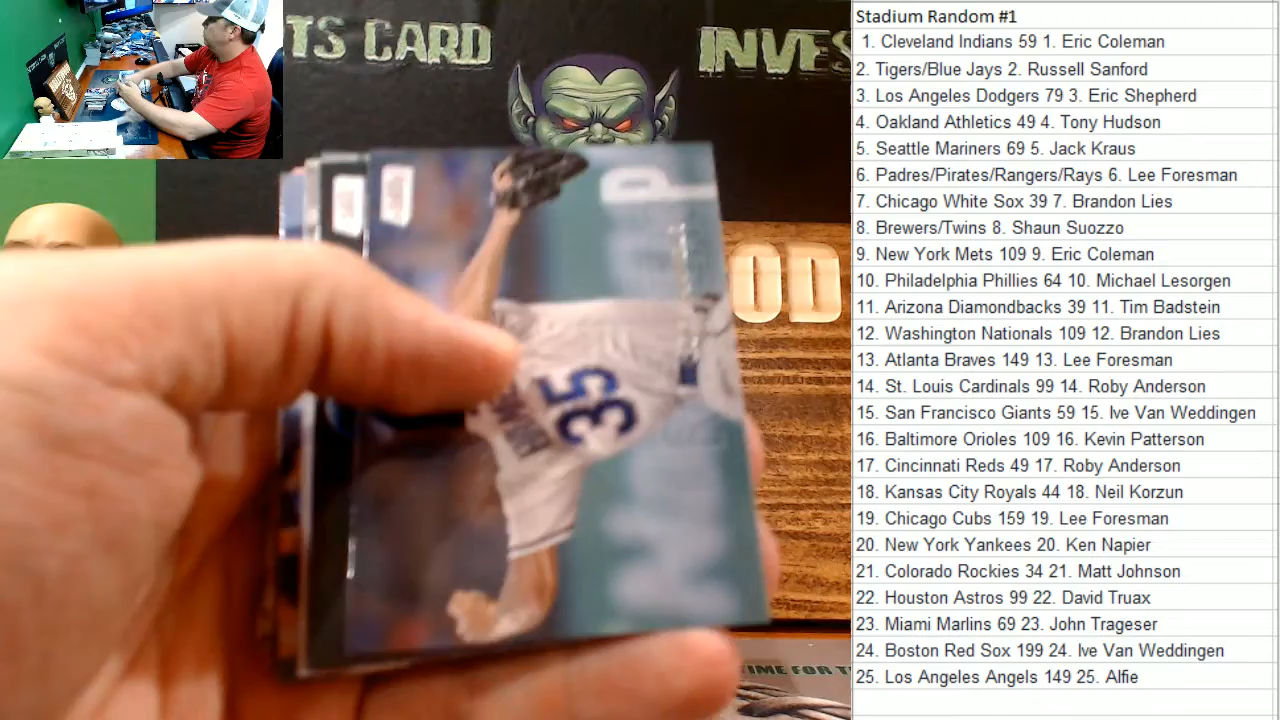 TS CARD
INVES
OD
35
TIME FOR T
Stadium Random #1
1. Cleveland Indians 59 1. Eric Coleman
2. Tigers/Blue Jays 2. Russell Sanford
3. Los Angeles Dodgers 79 3. Eric Shepherd
4. Oakland Athletics 49 4. Tony Hudson
5. Seattle Mariners 69 5. Jack Kraus
6. Padres/Pirates/Rangers/Rays 6. Lee Foresman
7. Chicago White Sox 39 7. Brandon Lies
8. Brewers/Twins 8. Shaun Suozzo
9. New York Mets 109 9. Eric Coleman
10. Philadelphia Phillies 64 10. Michael Lesorgen
11. Arizona Diamondbacks 39 11. Tim Badstein
12. Washington Nationals 109 12. Brandon Lies
13. Atlanta Braves 149 13. Lee Foresman
14. St. Louis Cardinals 99 14. Roby Anderson
15. San Francisco Giants 59 15. Ive Van Weddingen
16. Baltimore Orioles 109 16. Kevin Patterson
17. Cincinnati Reds 49 17. Roby Anderson
18. Kansas City Royals 44 18. Neil Korzun
19. Chicago Cubs 159 19. Lee Foresman
20. New York Yankees 20. Ken Napier
21. Colorado Rockies 34 21. Matt Johnson
22. Houston Astros 99 22. David Truax
23. Miami Marlins 69 23. John Trageser
24. Boston Red Sox 199 24. Ive Van Weddingen
25. Los Angeles Angels 149 25. Alfie